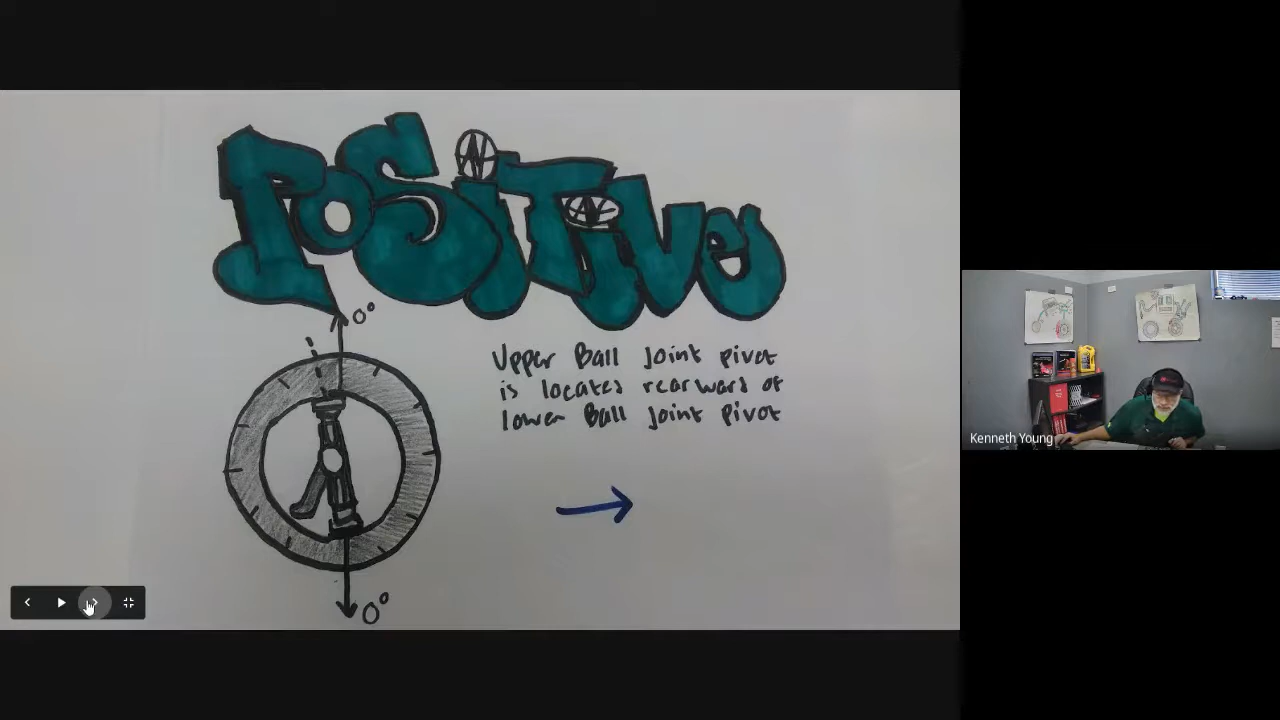 Positive
0°
Upper Ball Joint pivot
is locates rearward of
lower Ball Joint Pivot
0°
Kenneth Young